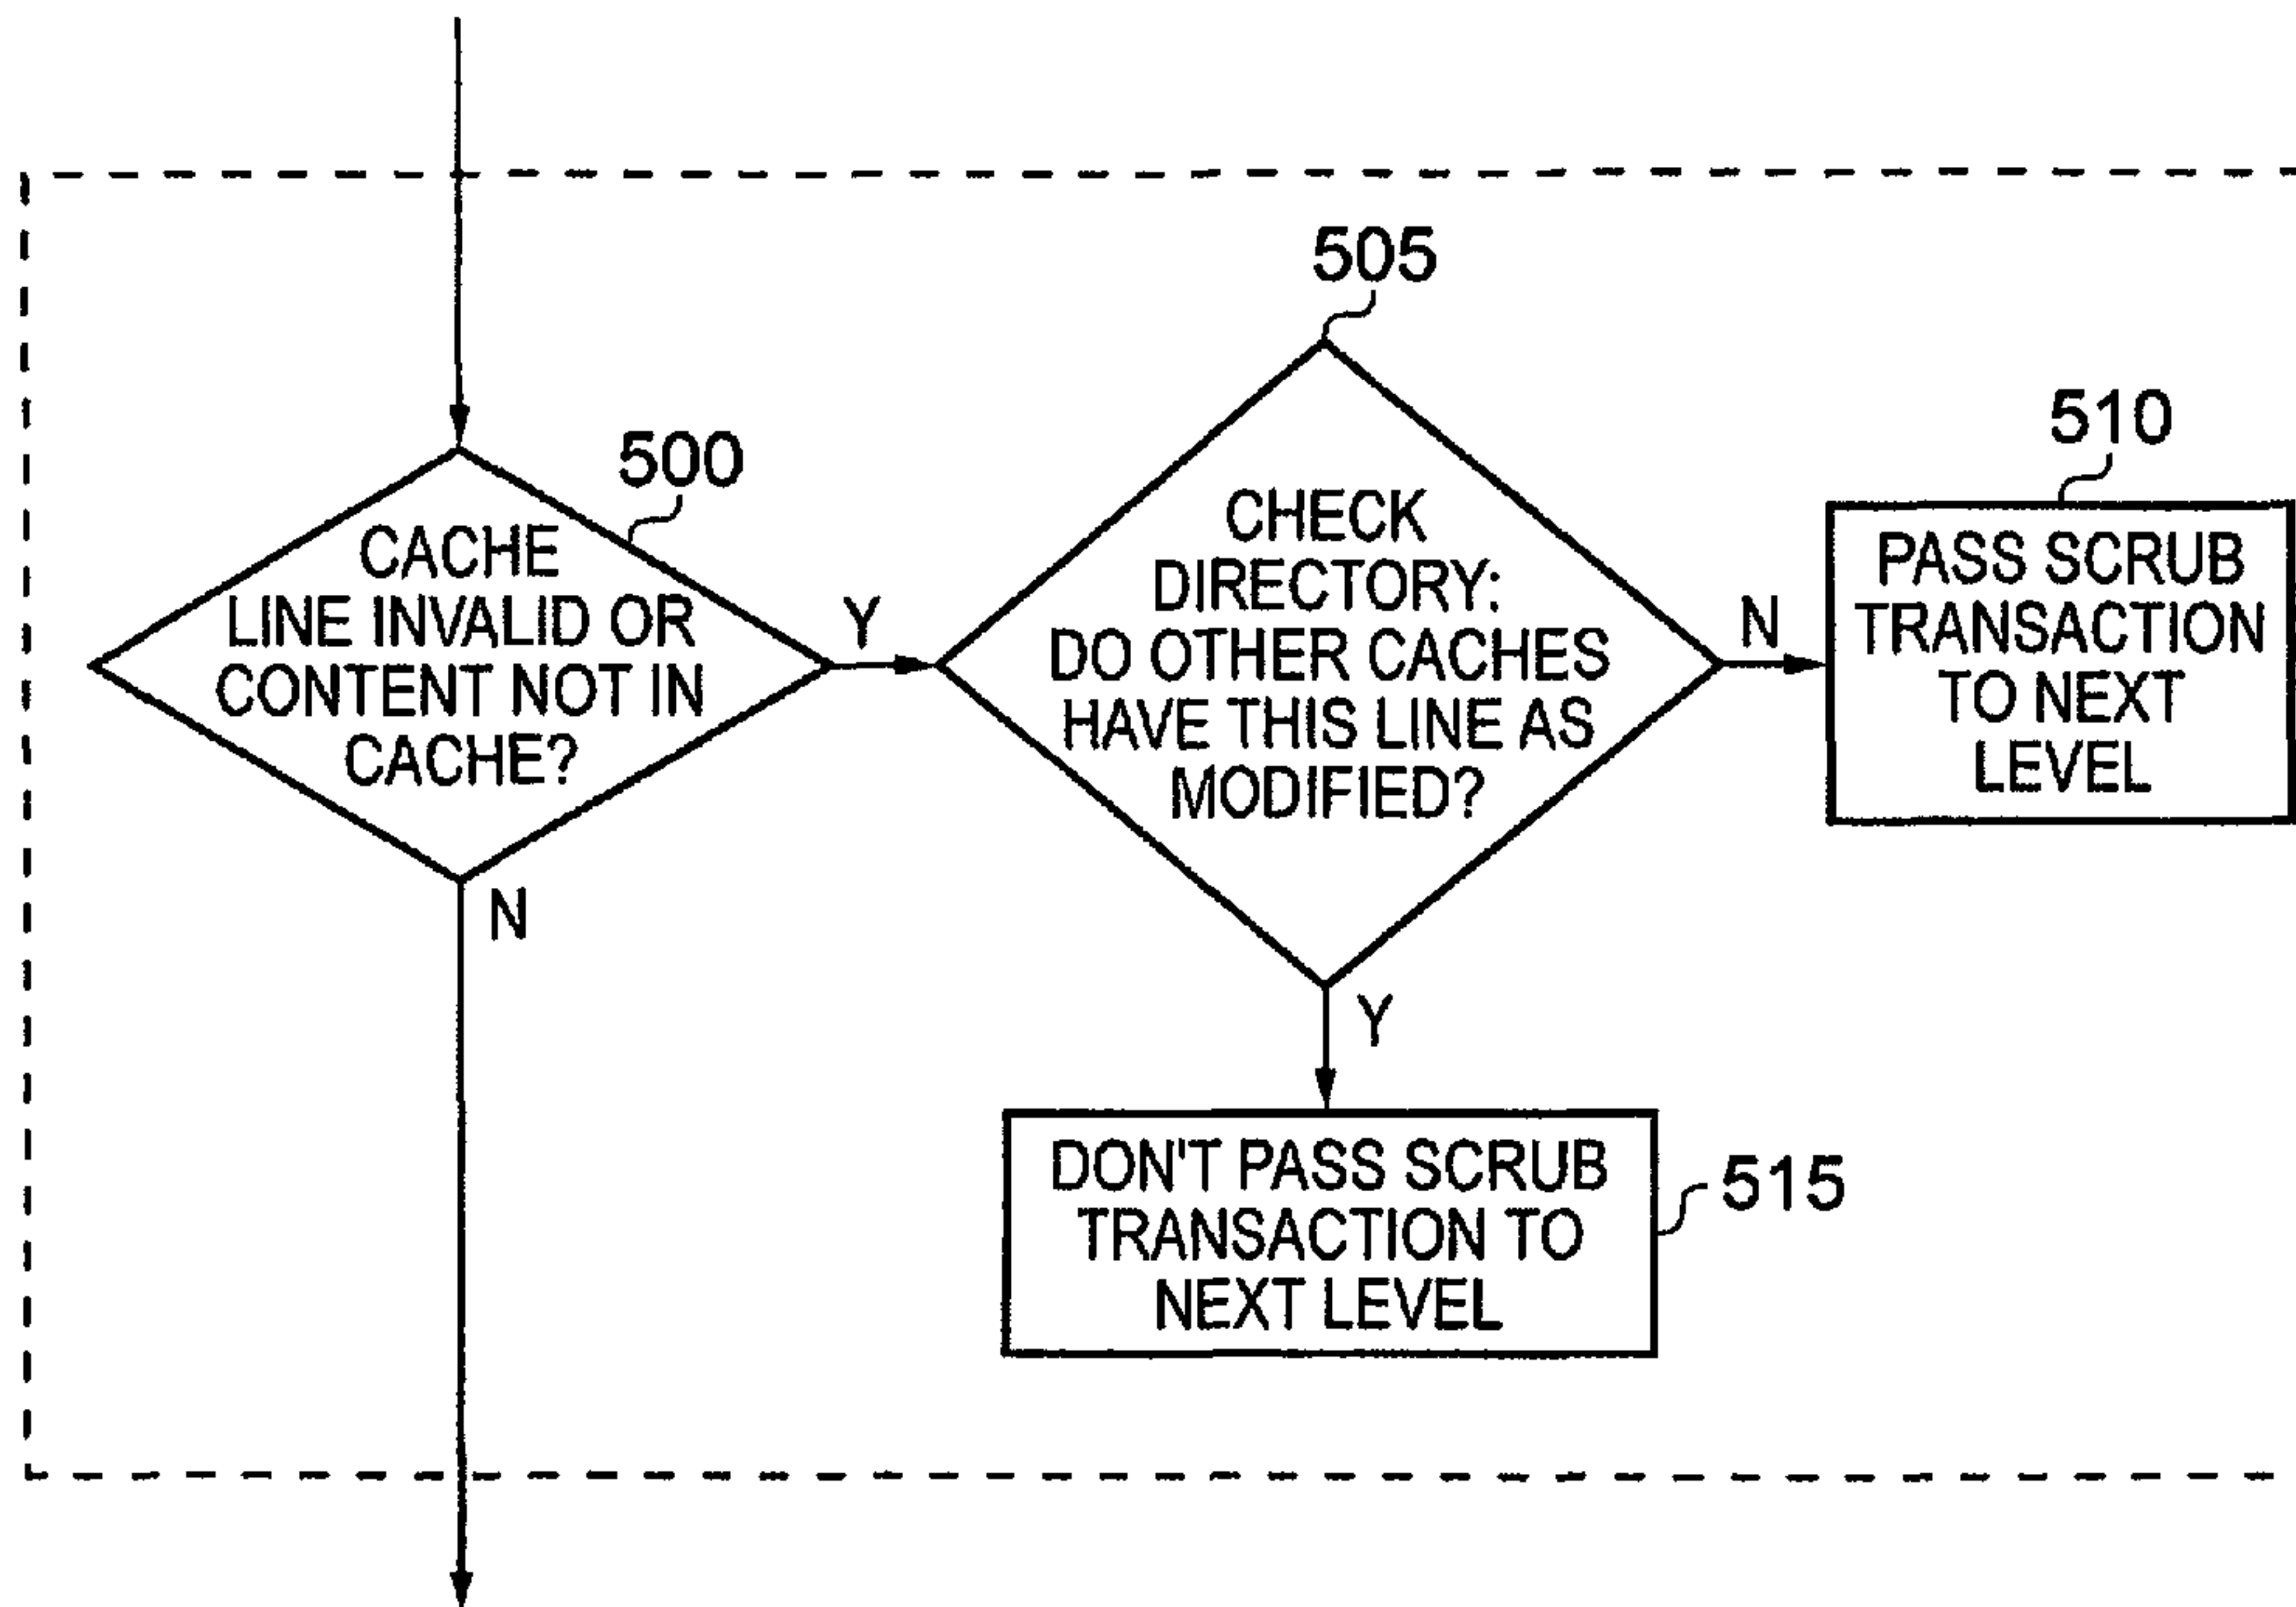 500
CACHE
LINE INVALID OR
CONTENT NOT IN
CACHE?
Y
N
505
CHECK
DIRECTORY:
DO OTHER CACHES
HAVE THIS LINE AS
MODIFIED?
N
Y
510
PASS SCRUB
TRANSACTION
TO NEXT
LEVEL
DON'T PASS SCRUB
TRANSACTION TO
NEXT LEVEL
515